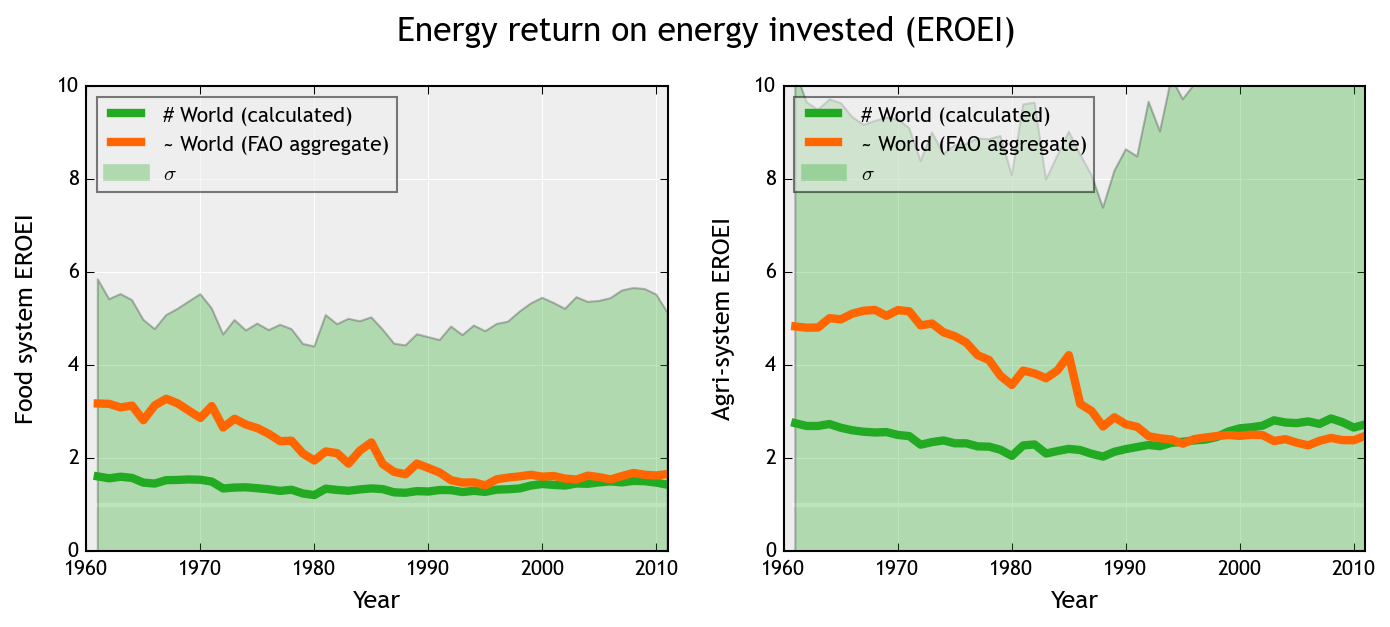 Energy return on energy invested (EROEI)
10
8
6
4
2
0
Food system EROEI
# World (calculated)
~ World (FAO aggregate)
σ
1960 1970 1980 1990 2000 2010
Year
10
8
6
4
2
0
Agri-system EROEI
# World (calculated)
~ World (FAO aggregate)
σ
1960 1970 1980 1990 2000 2010
Year